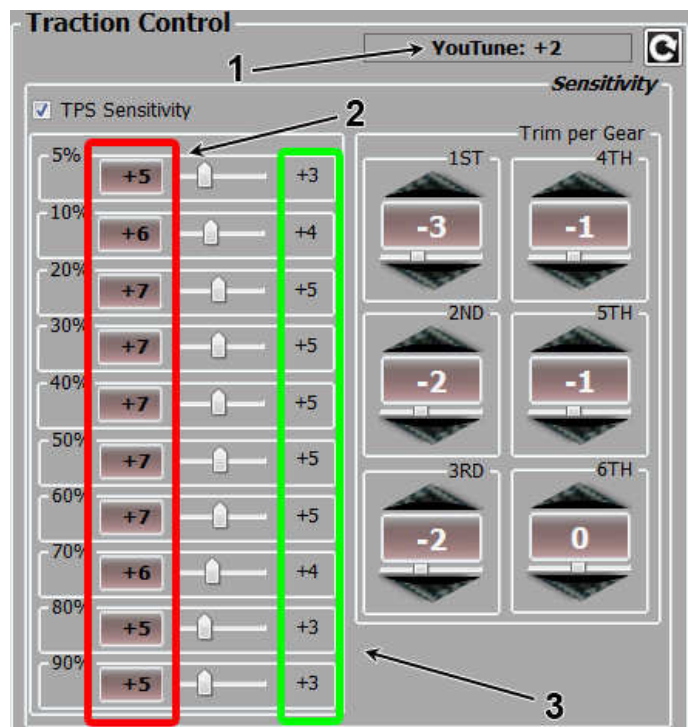 Traction Control
1
YouTune: +2
Sensitivity
TPS Sensitivity
2
5% +5 +3
10% +6 +4
20% +7 +5
30% +7 +5
40% +7 +5
50% +7 +5
60% +7 +5
70% +6 +4
80% +5 +3
90% +5 +3
3
Trim per Gear
1ST 4TH
-3 -1
2ND 5TH
-2 -1
3RD 6TH
-2 0